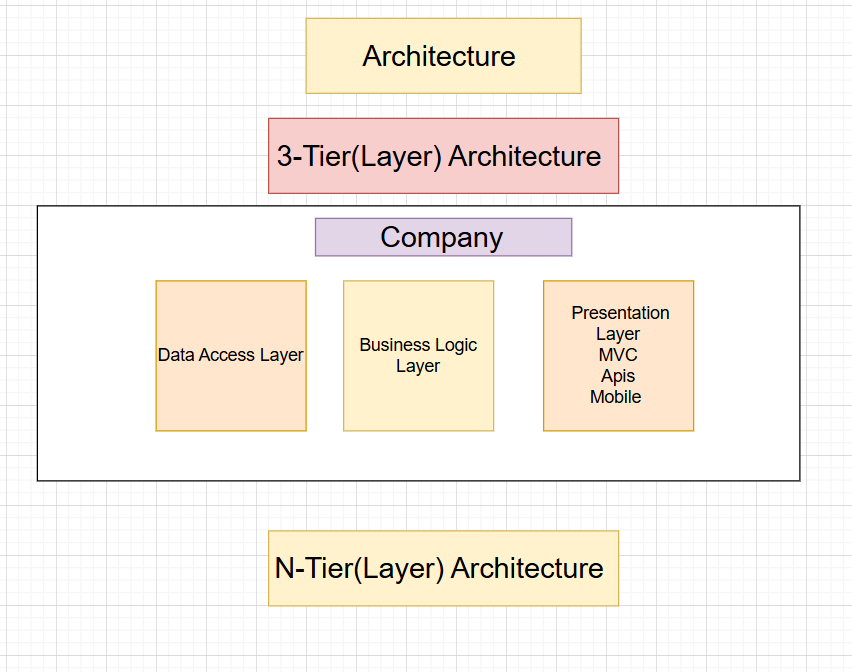 Architecture
3-Tier(Layer) Architecture
Company
Data Access Layer
Business Logic
Layer
Presentation
Layer
MVC
Apis
Mobile
N-Tier(Layer) Architecture